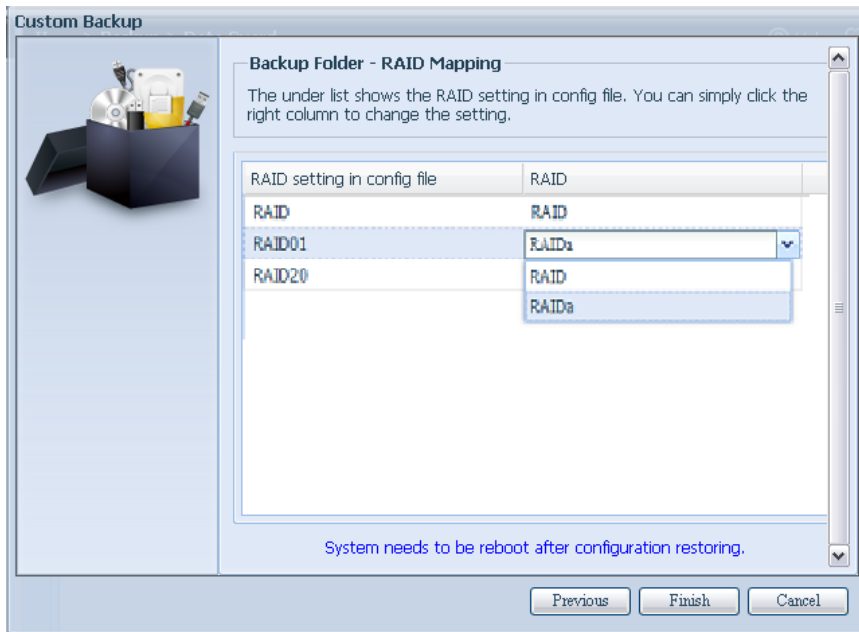 Custom Backup
Backup Folder - RAID Mapping
The under list shows the RAID setting in config file. You can simply click the
right column to change the setting.
RAID setting in config file RAID
RAID RAID
RAID01 RAIDa
RAID20 RAID
RAIDa
System needs to be reboot after configuration restoring.
Previous Finish Cancel